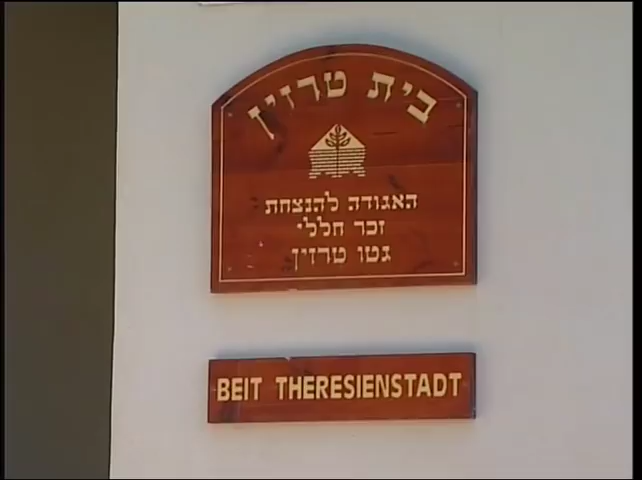 בית טרזין
האגודה להנצחת
זכר חללי
גטו טרזין
BEIT THERESIENSTADT